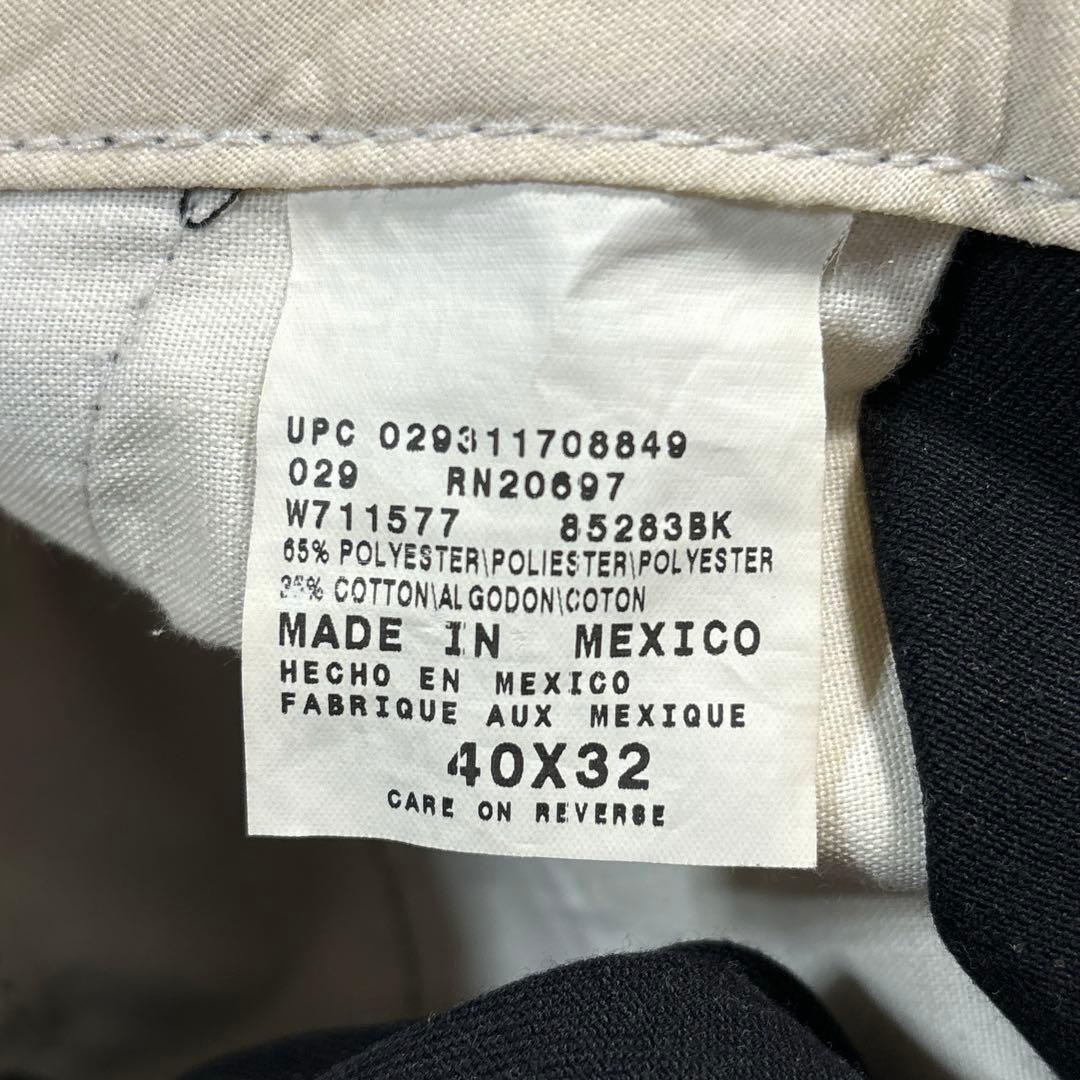 UPC 029311708849
029 RN20697
W711577 85283BK
65% POLYESTER\POLIESTER\POLYESTER
35% COTTON\ALGODON\COTON
MADE IN MEXICO
HECHO EN MEXICO
FABRIQUE AUX MEXIQUE
40X32
CARE ON REVERSE